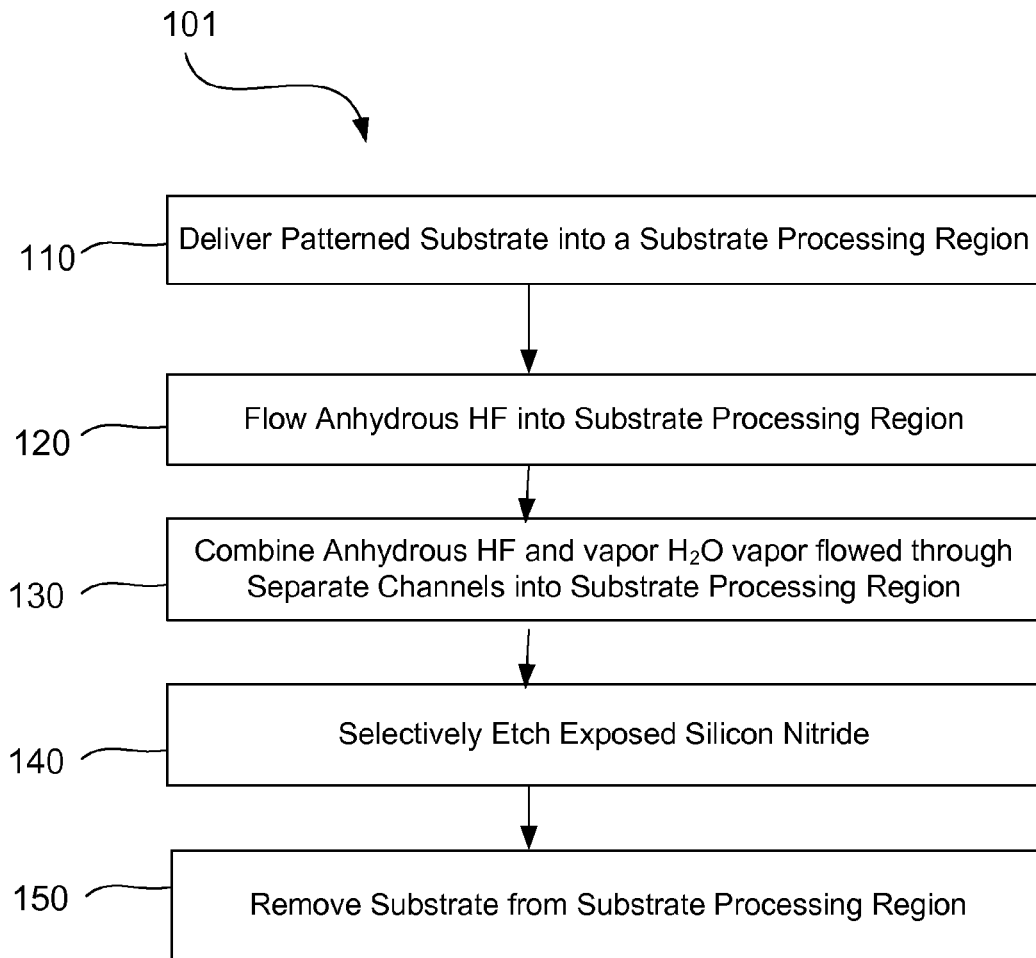 101
110
Deliver Patterned Substrate into a Substrate Processing Region
120
Flow Anhydrous HF into Substrate Processing Region
130
Combine Anhydrous HF and vapor H₂O vapor flowed through
Separate Channels into Substrate Processing Region
140
Selectively Etch Exposed Silicon Nitride
150
Remove Substrate from Substrate Processing Region